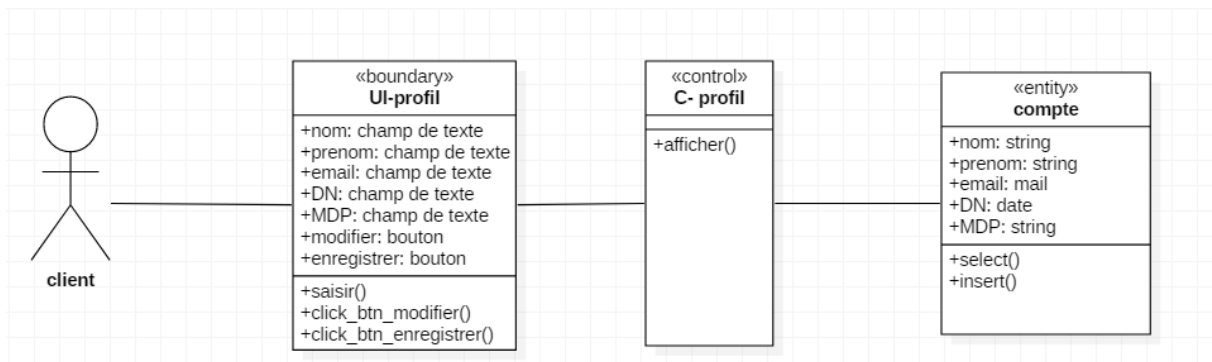 client
«boundary»
UI-profil
+nom: champ de texte
+prenom: champ de texte
+email: champ de texte
+DN: champ de texte
+MDP: champ de texte
+modifier: bouton
+enregistrer: bouton
+saisir()
+click_btn_modifier()
+click_btn_enregistrer()
«control»
C- profil
+afficher()
«entity»
compte
+nom: string
+prenom: string
+email: mail
+DN: date
+MDP: string
+select()
+insert()